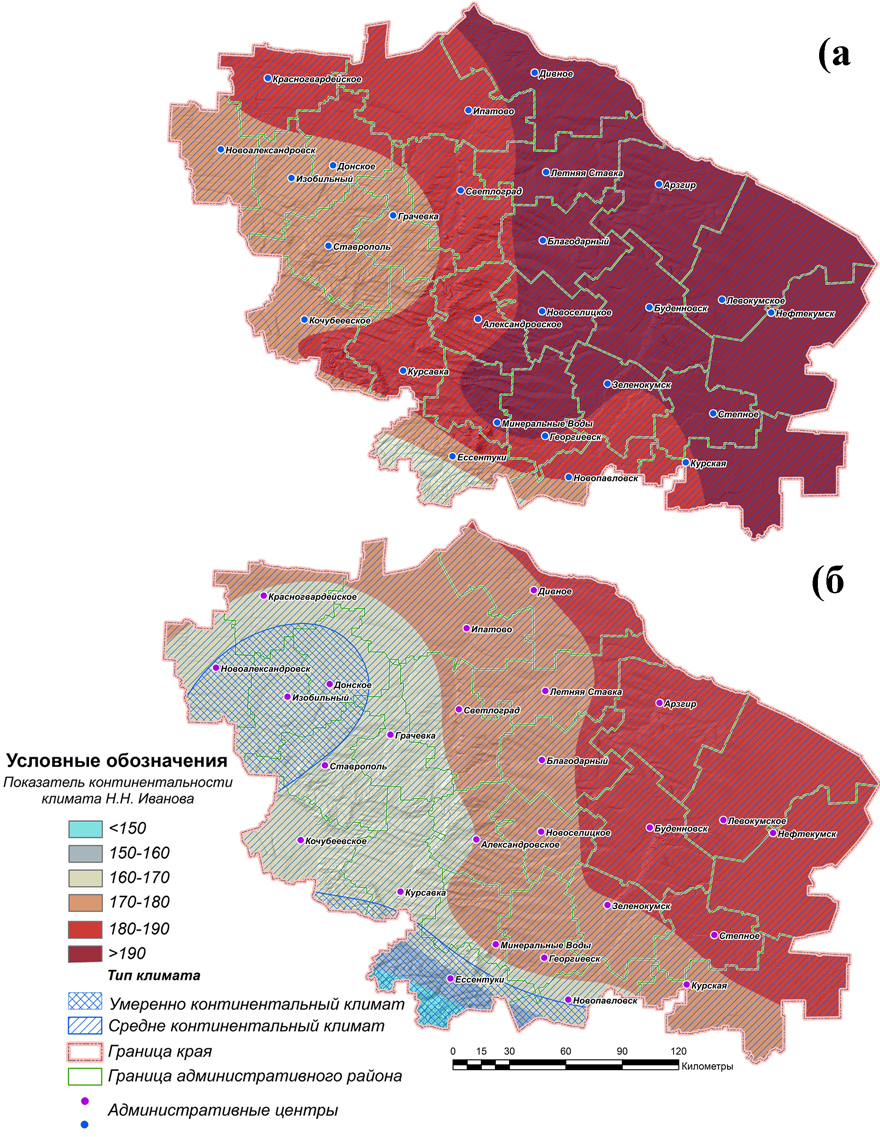 (а
Дивное
Красногвардейское
Ипатово
Новоалександровск
Донское
Изобильный
Летняя Ставка
Арзгир
Светлоград
Грачевка
Ставрополь
Благодарный
Левокумское
Нефтекумск
Новоселицкое
Буденновск
Кочубеевское
Александровское
Курсавка
Зеленокумск
Степное
Минеральные Воды
Георгиевск
Ессентуки
Курская
Новопавловск
(б
Дивное
Красногвардейское
Ипатово
Новоалександровск
Донское
Изобильный
Летняя Ставка
Арзгир
Светлоград
Грачевка
Ставрополь
Благодарный
Левокумское
Нефтекумск
Новоселицкое
Буденновск
Кочубеевское
Александровское
Курсавка
Зеленокумск
Степное
Минеральные Воды
Георгиевск
Ессентуки
Курская
Новопавловск
Условные обозначения
Показатель континентальности
климата Н.Н. Иванова
<150
150-160
160-170
170-180
180-190
>190
Тип климата
Умеренно континентальный климат
Средне континентальный климат
Граница края
Граница административного района
Административные центры
0 15 30 60 90 120
Километры